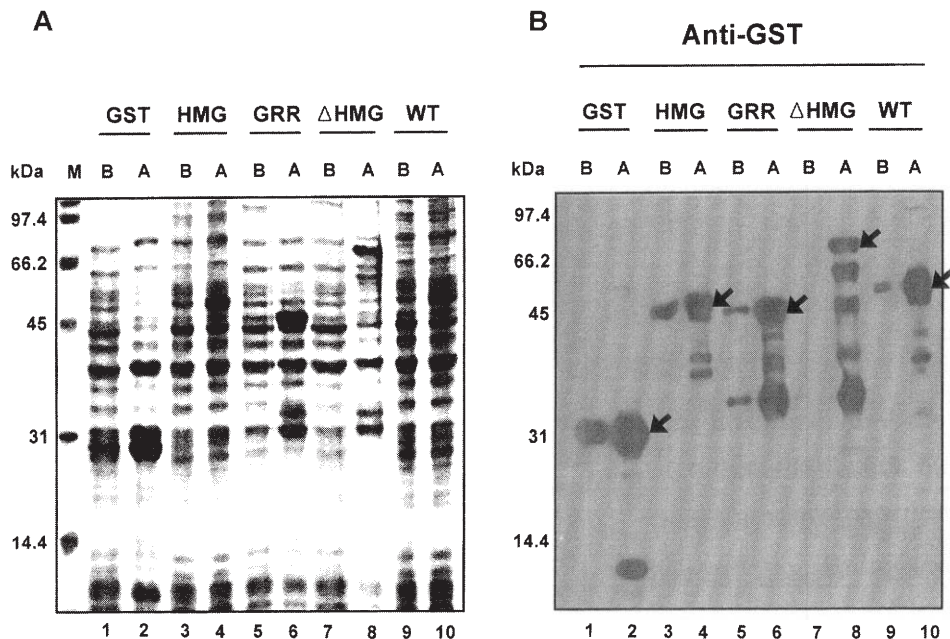 A
GST HMG GRR ΔHMG WT
kDa M B A B A B A B A B A
97.4
66.2
45
31
14.4
1 2 3 4 5 6 7 8 9 10
B
Anti-GST
GST HMG GRR ΔHMG WT
kDa B A B A B A B A B A
97.4
66.2
45
31
14.4
1 2 3 4 5 6 7 8 9 10